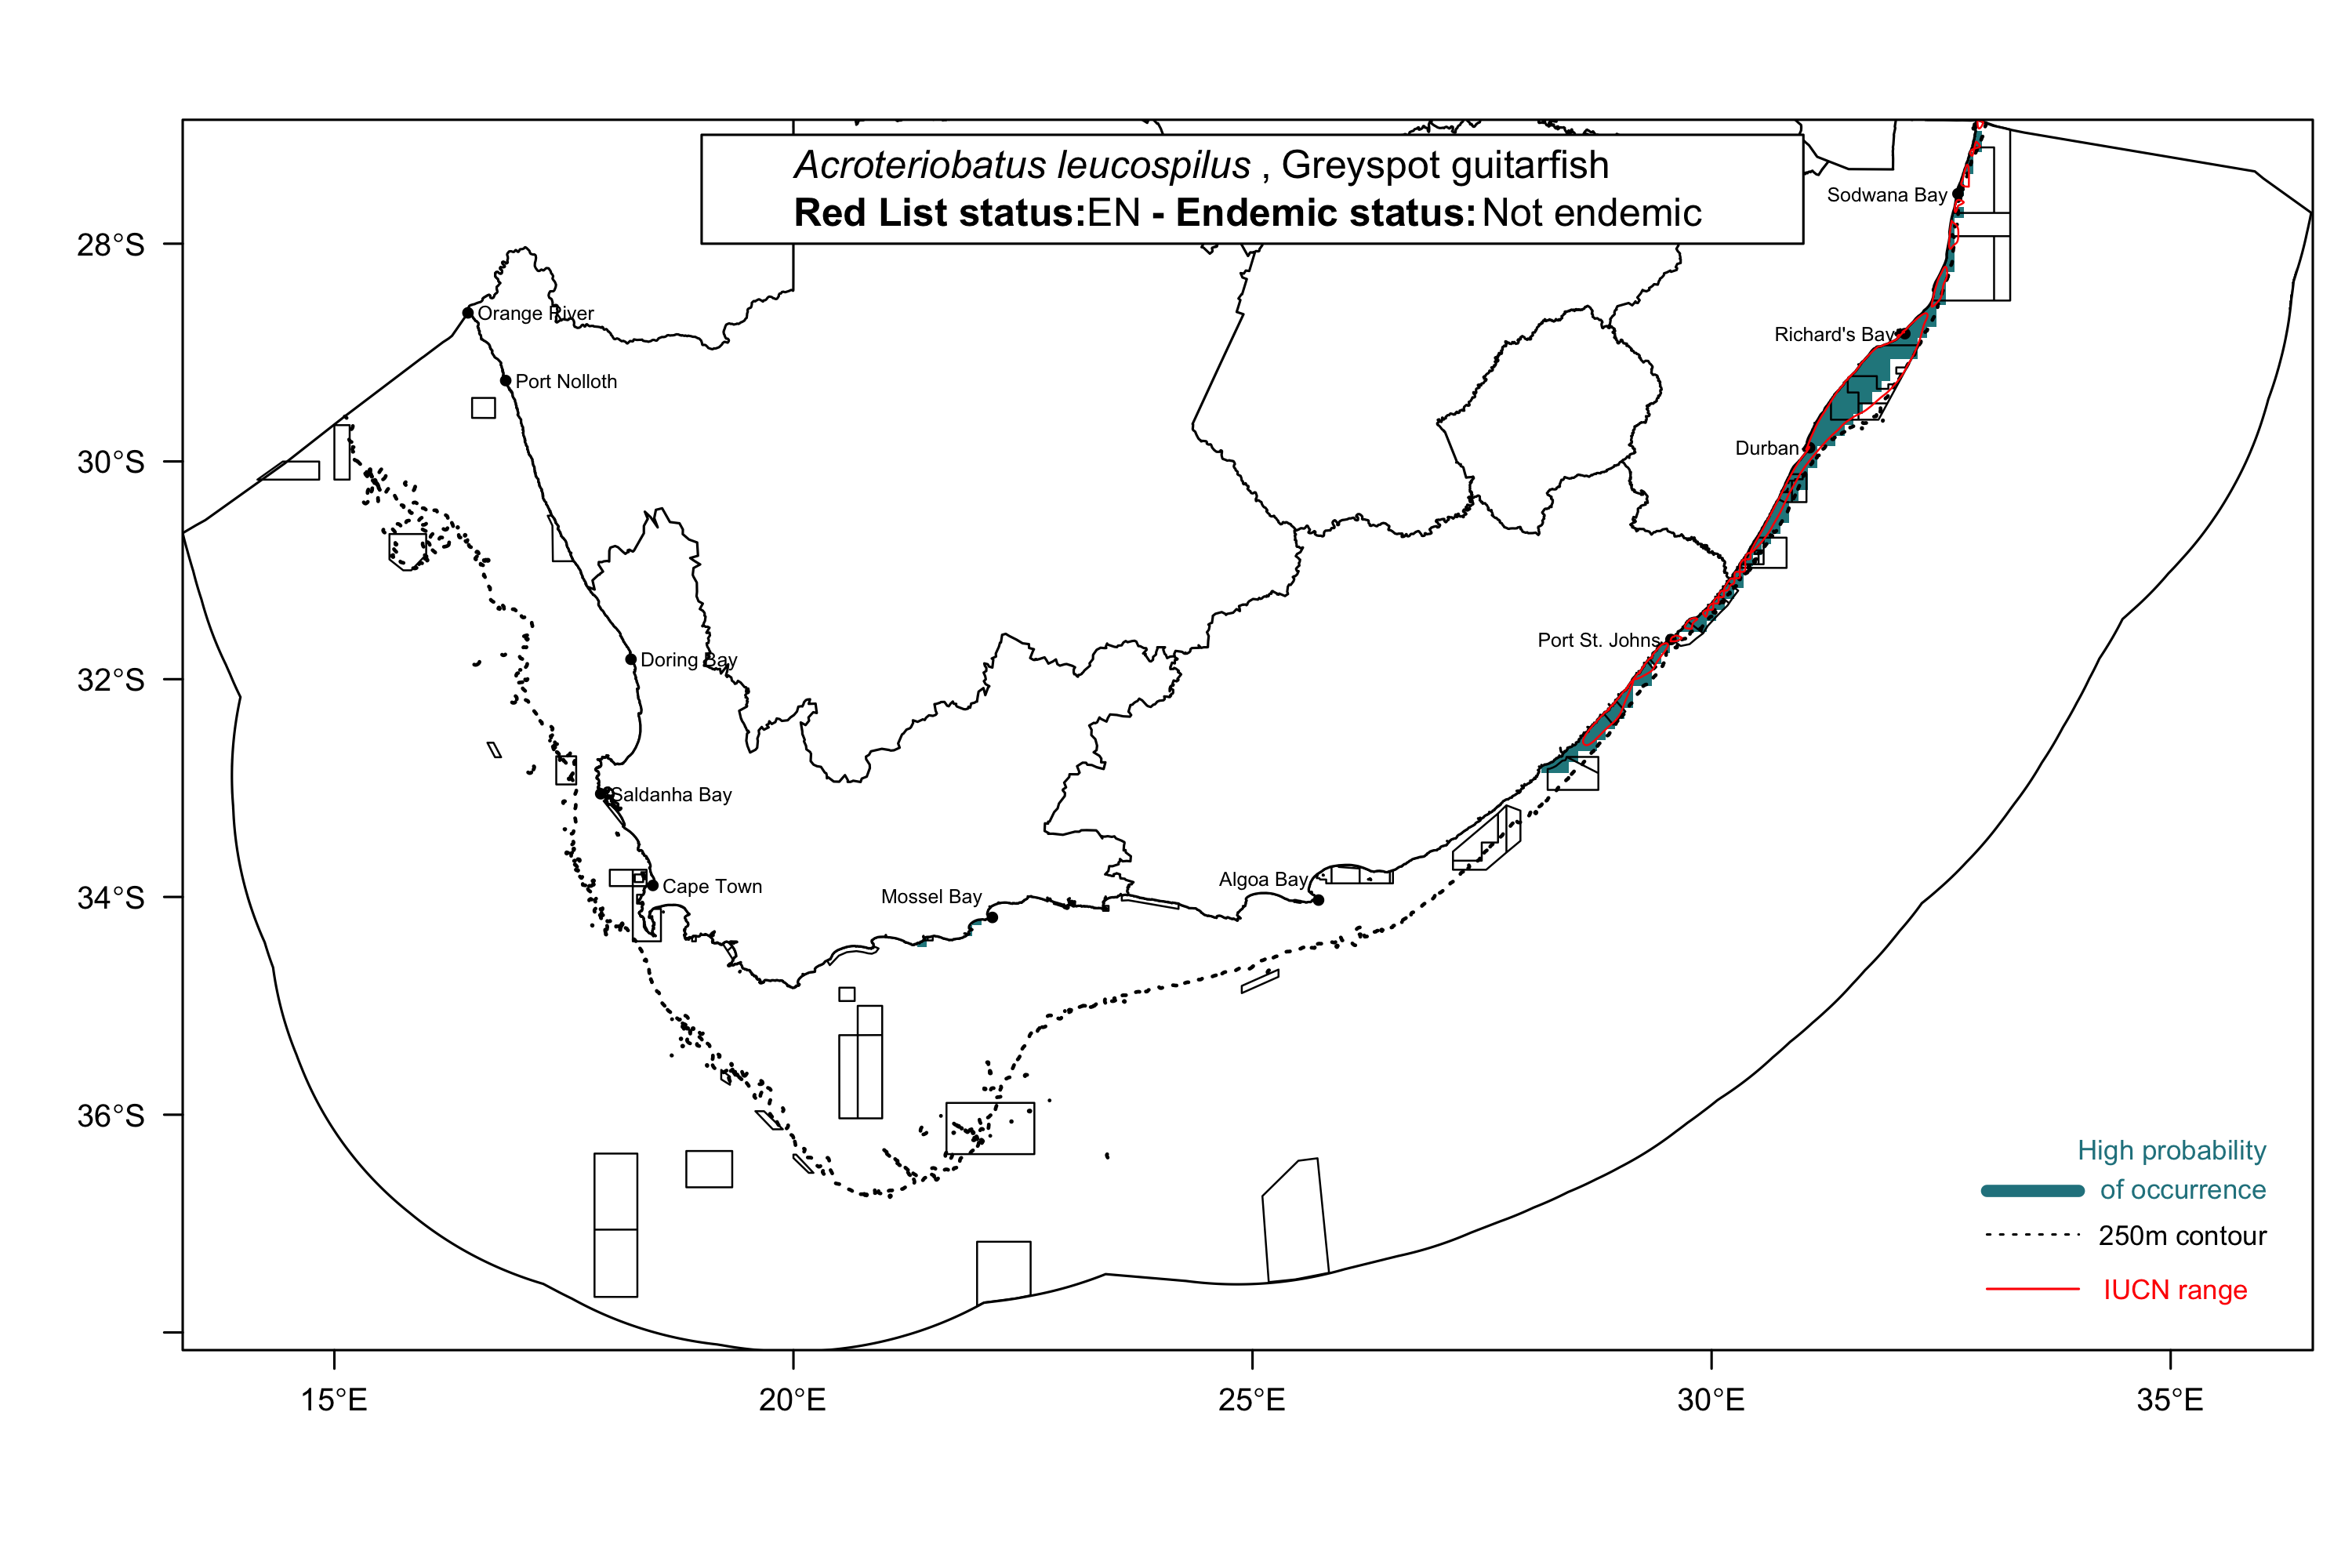 Acroteriobatus leucospilus , Greyspot guitarfish
Red List status:EN - Endemic status: Not endemic
Sodwana Bay
28°S
Orange River
Richard's Bay
Port Nolloth
Durban
30°S
Port St. Johns
Doring Bay
32°S
Saldanha Bay
Cape Town
Algoa Bay
Mossel Bay
34°S
36°S
High probability
of occurrence
250m contour
IUCN range
15°E
20°E
25°E
30°E
35°E